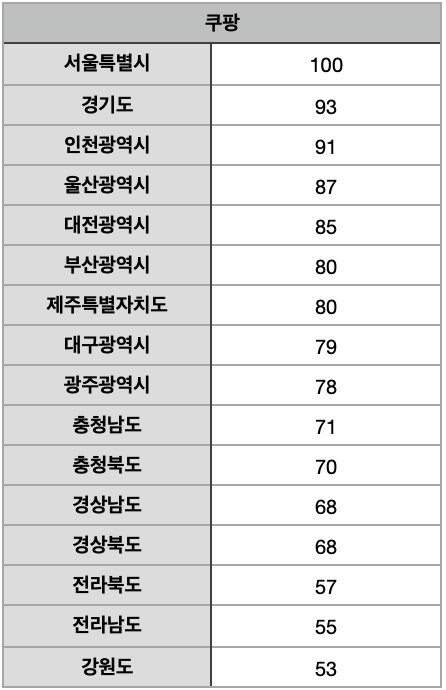 쿠팡
서울특별시 100
경기도 93
인천광역시 91
울산광역시 87
대전광역시 85
부산광역시 80
제주특별자치도 80
대구광역시 79
광주광역시 78
충청남도 71
충청북도 70
경상남도 68
경상북도 68
전라북도 57
전라남도 55
강원도 53